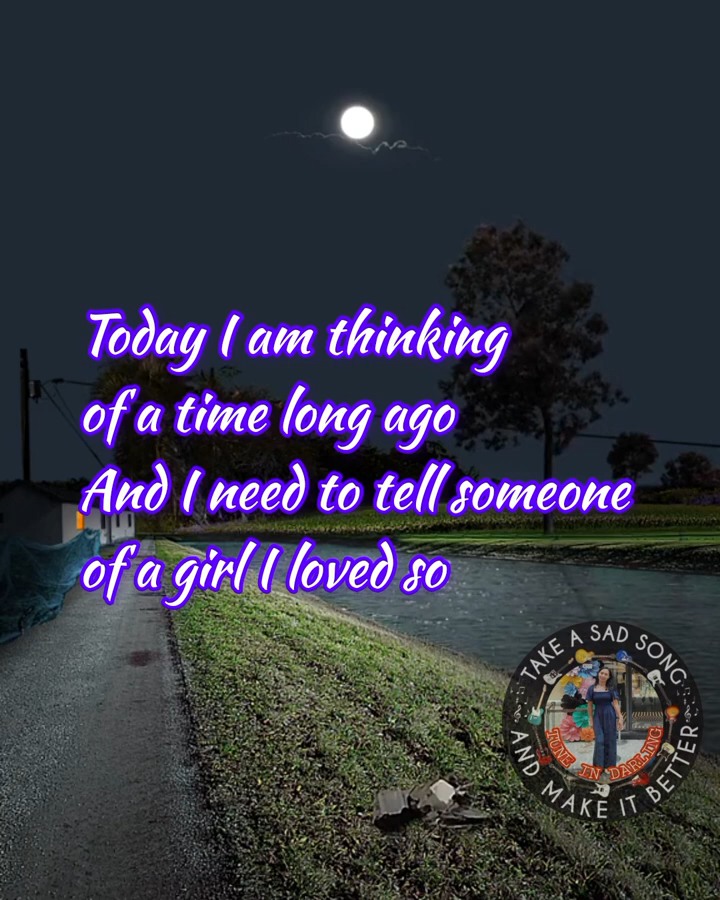 Today I am thinking
of a time long ago
And I need to tell someone
of a girl I loved so
TAKE A SAD SONG
TUNE IN DARLING
AND MAKE IT BETTER